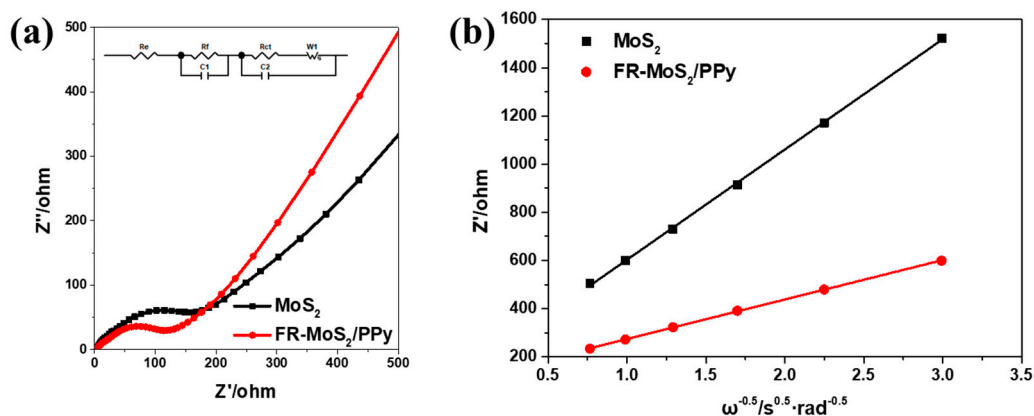 (a)
500
400
300
200
100
0
Z''/ohm
Re
Rf
Rct
W1
s
C1
C2
MoS₂
FR-MoS₂/PPy
0
100
200
300
400
500
Z'/ohm
(b)
1600
1400
1200
1000
800
600
400
200
Z'/ohm
MoS₂
FR-MoS₂/PPy
0.5
1.0
1.5
2.0
2.5
3.0
3.5
ω⁻⁰·⁵/s⁰·⁵·rad⁻⁰·⁵